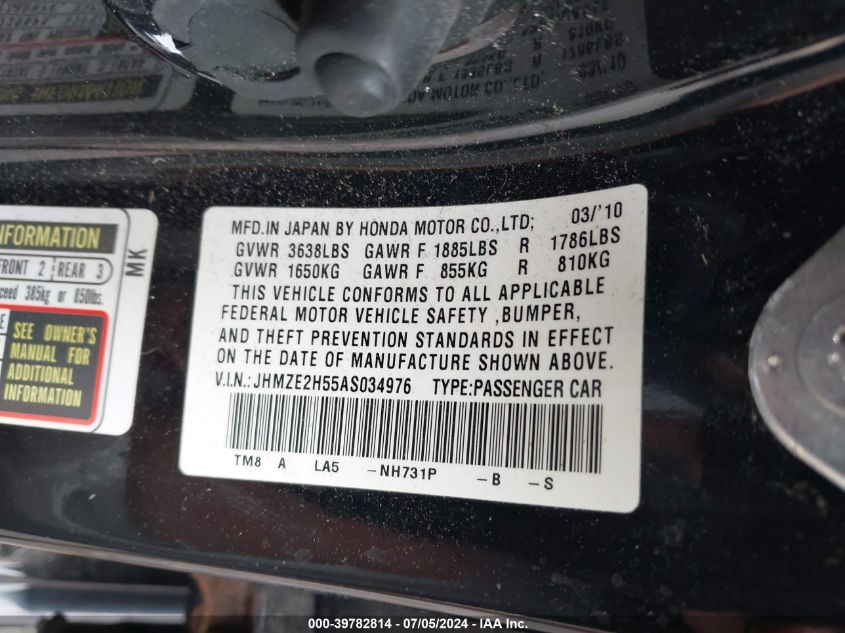 MFD.IN JAPAN BY HONDA MOTOR CO.,LTD; 03/'10
GVWR 3638LBS GAWR F 1885LBS R 1786LBS
GVWR 1650KG GAWR F 855KG R 810KG
THIS VEHICLE CONFORMS TO ALL APPLICABLE
FEDERAL MOTOR VEHICLE SAFETY ,BUMPER,
AND THEFT PREVENTION STANDARDS IN EFFECT
ON THE DATE OF MANUFACTURE SHOWN ABOVE.
V.I.N.: JHMZE2H55AS034976 TYPE:PASSENGER CAR
TM8 A LA5 -NH731P -B -S
INFORMATION
FRONT 2 REAR 3
385kg or 850lbs.
SEE OWNER'S
MANUAL FOR
ADDITIONAL
INFORMATION
MK
000-39782814 - 07/05/2024 - IAA Inc.